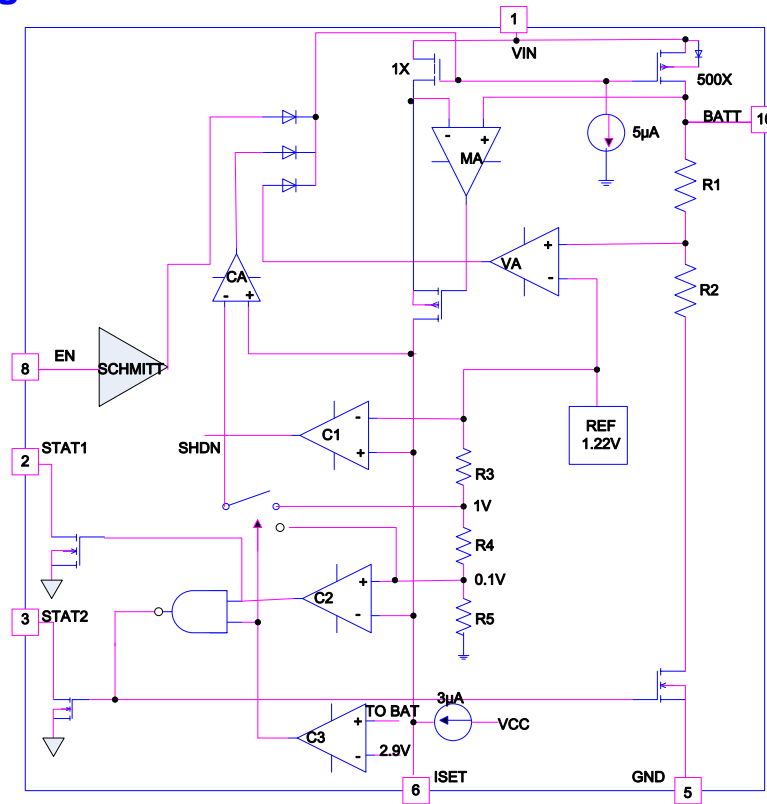 1
VIN
1X
500X
BATT
10
5µA
-
+
MA
R1
VA
+
-
CA
-
+
R2
8
EN
SCHMITT
REF
1.22V
C1
-
+
SHDN
2
STAT1
R3
1V
R4
0.1V
C2
+
-
R5
3
STAT2
3µA
TO BAT
VCC
C3
+
-
2.9V
6
ISET
GND
5